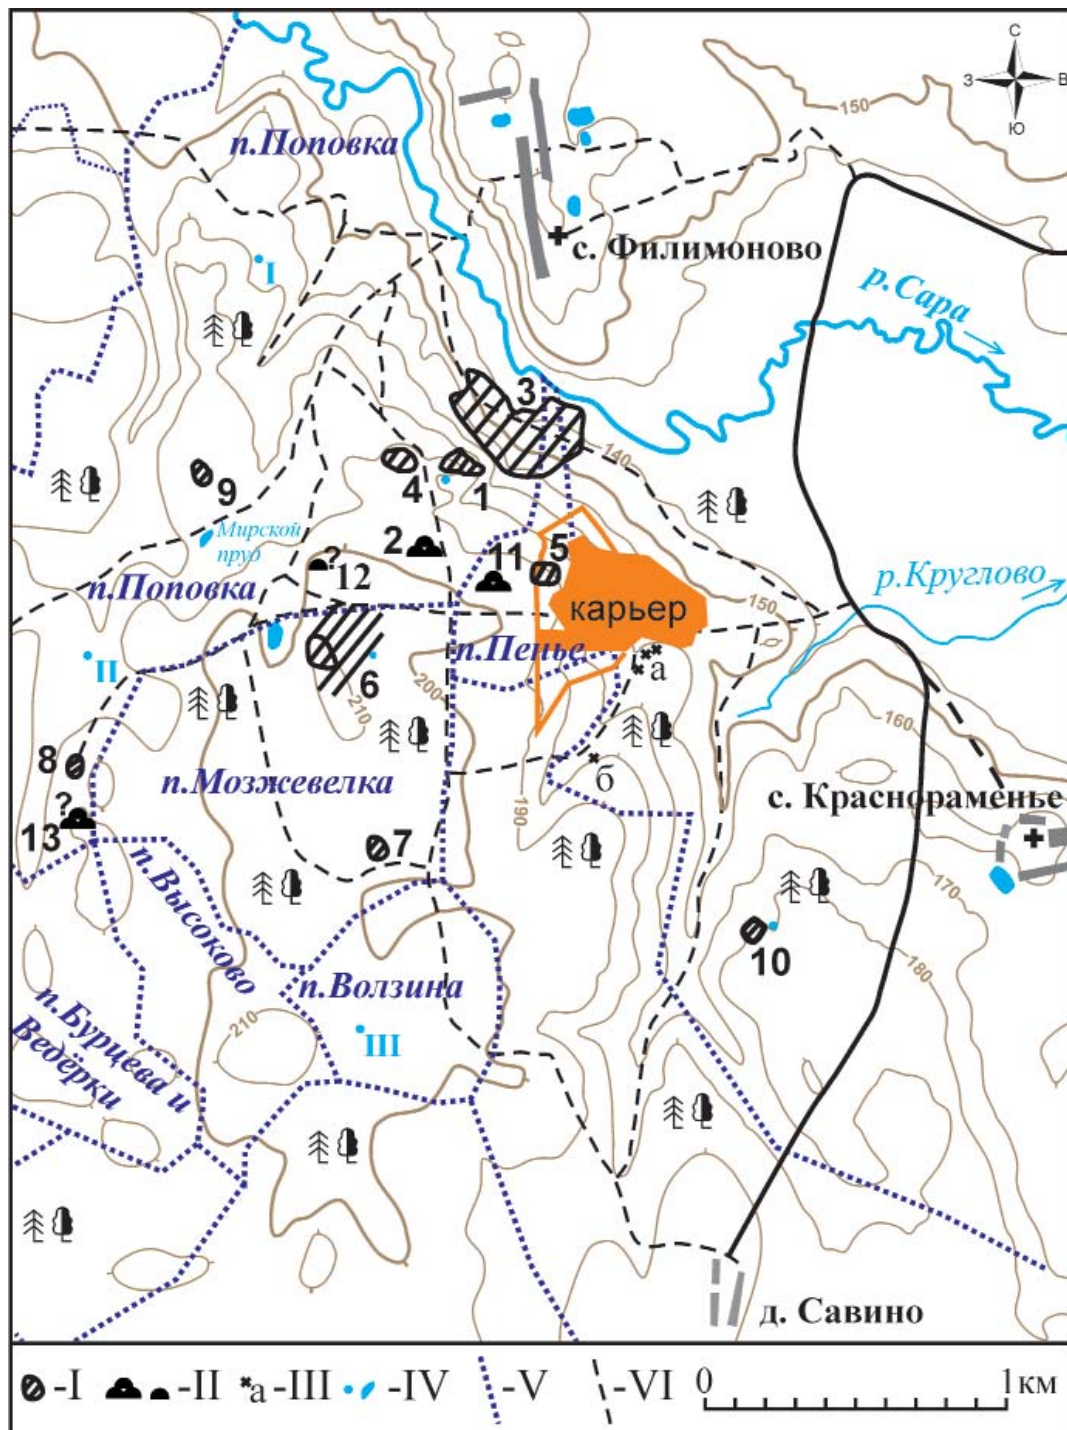 С
З
В
Ю
150
п.Поповка
с. Филимоново
I
р.Сара
3
140
9
4
1
Мирской
пруд
2
11
5
?
12
п.Поповка
карьер
150
р.Круглово
II
п.Пенье
а
6
200
210
160
8
п.Мозжевелка
190
б
с. Раменье
?
13
7
п.Высоково
170
10
п.Волзина
180
п.Бурцева и
Ведёрки
210
III
д. Савино
-I
-II
а
-III
-IV
-V
-VI
0
1км